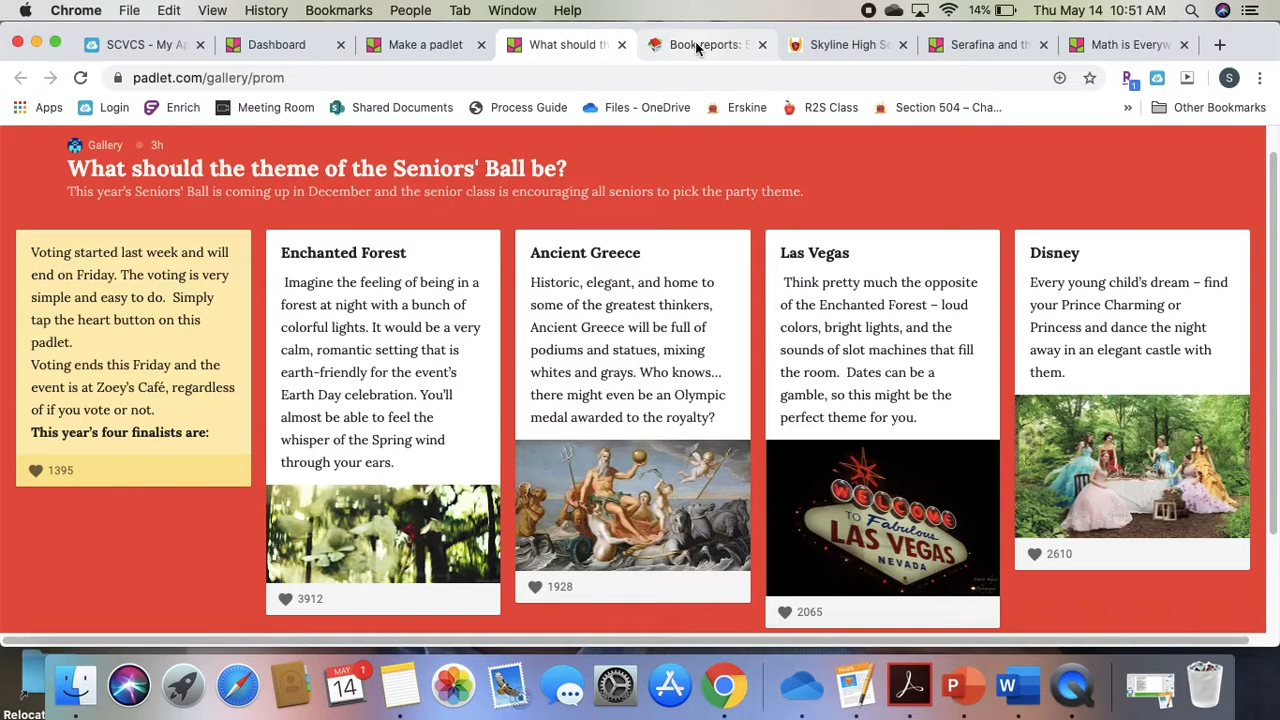 Chrome File Edit View History Bookmarks People Tab Window Help 14% Thu May 14 10:51 AM
SCVCS - My Ap Dashboard Make a padlet What should th Book reports: E Skyline High Sc Serafina and th Math is Everyw
padlet.com/gallery/prom
R 1 S
Apps Login Enrich Meeting Room Shared Documents Process Guide Files - OneDrive Erskine R2S Class Section 504 – Cha... » Other Bookmarks
Gallery 3h
What should the theme of the Seniors' Ball be?
This year's Seniors' Ball is coming up in December and the senior class is encouraging all seniors to pick the party theme.
Voting started last week and will
end on Friday. The voting is very
simple and easy to do. Simply
tap the heart button on this
padlet.
Voting ends this Friday and the
event is at Zoey's Café, regardless
of if you vote or not.
This year's four finalists are:
1395
Enchanted Forest
Imagine the feeling of being in a
forest at night with a bunch of
colorful lights. It would be a very
calm, romantic setting that is
earth-friendly for the event's
Earth Day celebration. You'll
almost be able to feel the
whisper of the Spring wind
through your ears.
3912
Ancient Greece
Historic, elegant, and home to
some of the greatest thinkers,
Ancient Greece will be full of
podiums and statues, mixing
whites and grays. Who knows...
there might even be an Olympic
medal awarded to the royalty?
1928
Las Vegas
Think pretty much the opposite
of the Enchanted Forest – loud
colors, bright lights, and the
sounds of slot machines that fill
the room. Dates can be a
gamble, so this might be the
perfect theme for you.
WELCOME
TO Fabulous
LAS VEGAS
NEVADA
2065
Disney
Every young child's dream – find
your Prince Charming or
Princess and dance the night
away in an elegant castle with
them.
2610
MAY 1
14
PAGES
P
W
Relocat